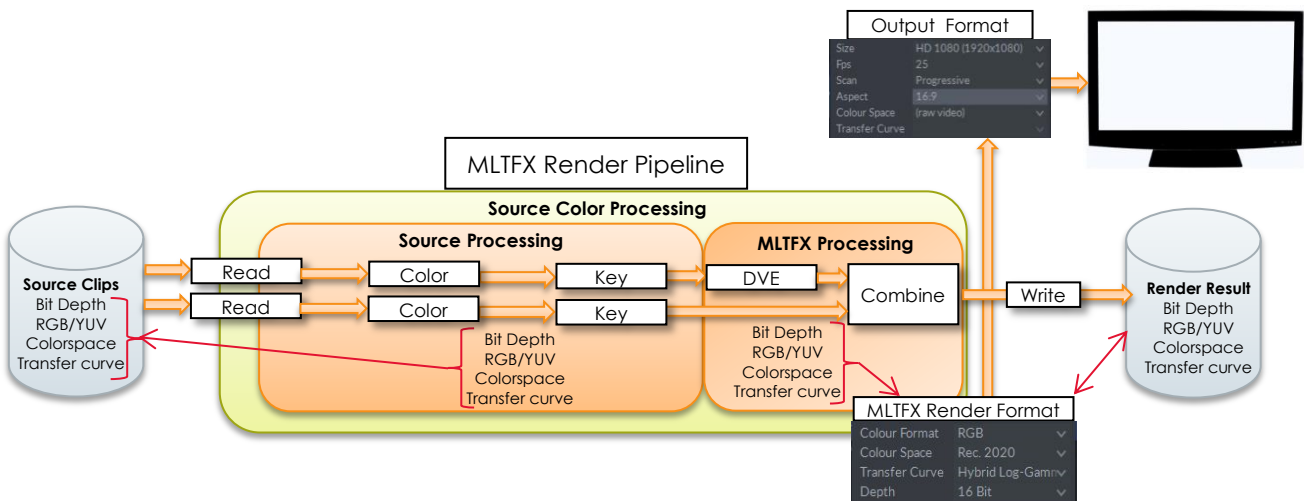 Output Format
Size HD 1080 (1920x1080)
Fps 25
Scan Progressive
Aspect 16:9
Colour Space (raw video)
Transfer Curve
MLTFX Render Pipeline
Source Color Processing
Source Processing
MLTFX Processing
Source Clips
Bit Depth
RGB/YUV
Colorspace
Transfer curve
Read
Color
Key
DVE
Read
Color
Key
Combine
Write
Bit Depth
RGB/YUV
Colorspace
Transfer curve
Bit Depth
RGB/YUV
Colorspace
Transfer curve
Render Result
Bit Depth
RGB/YUV
Colorspace
Transfer curve
MLTFX Render Format
Colour Format RGB
Colour Space Rec. 2020
Transfer Curve Hybrid Log-Gamm
Depth 16 Bit